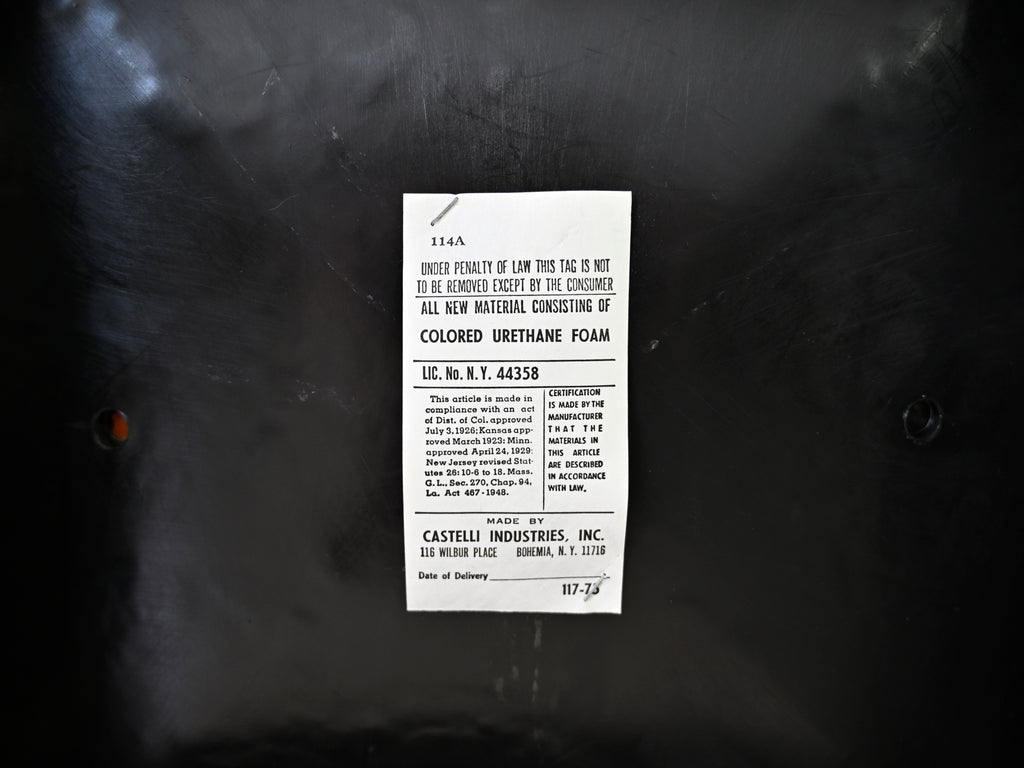 114A
UNDER PENALTY OF LAW THIS TAG IS NOT
TO BE REMOVED EXCEPT BY THE CONSUMER
ALL NEW MATERIAL CONSISTING OF
COLORED URETHANE FOAM
LIC. No. N.Y. 44358
This article is made in
compliance with an act
of Dist. of Col. approved
July 3, 1926; Kansas app-
roved March 1923; Minn.
approved April 24, 1929;
New Jersey revised Stat-
utes 26:10-6 to 18. Mass.
G. L., Sec. 270, Chap. 94,
La. Act 467-1948.
CERTIFICATION
IS MADE BY THE
MANUFACTURER
THAT THE
MATERIALS IN
THIS ARTICLE
ARE DESCRIBED
IN ACCORDANCE
WITH LAW.
MADE BY
CASTELLI INDUSTRIES, INC.
116 WILBUR PLACE BOHEMIA, N.Y. 11716
Date of Delivery